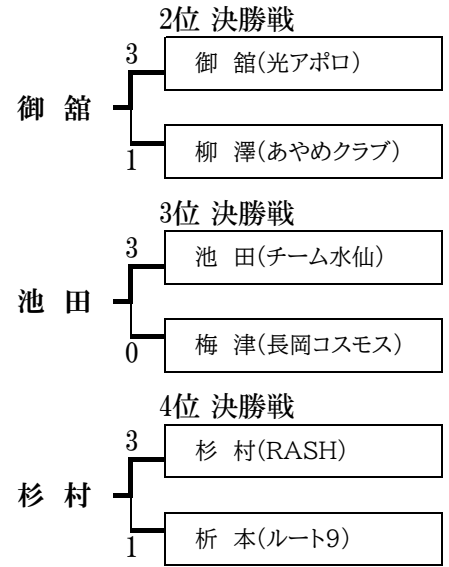 2位 決勝戦
3
御 舘(光アポロ)
御 舘
柳 澤(あやめクラブ)
1
3位 決勝戦
3
池 田(チーム水仙)
池 田
梅 津(長岡コスモス)
0
4位 決勝戦
3
杉 村(RASH)
杉 村
析 本(ルート9)
1